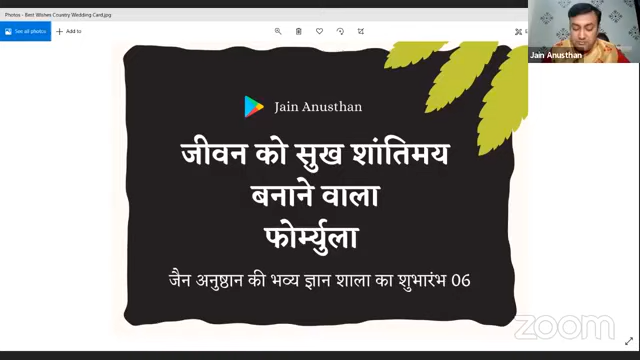 Photos - Best Wishes Country Wedding Card.jpg
See all photos
Add to
Jain Anusthan
Jain Anusthan
जीवन को सुख शांतिमय
बनाने वाला
फोर्म्युला
जैन अनुष्ठान की भव्य ज्ञान शाला का शुभारंभ 06
zoom